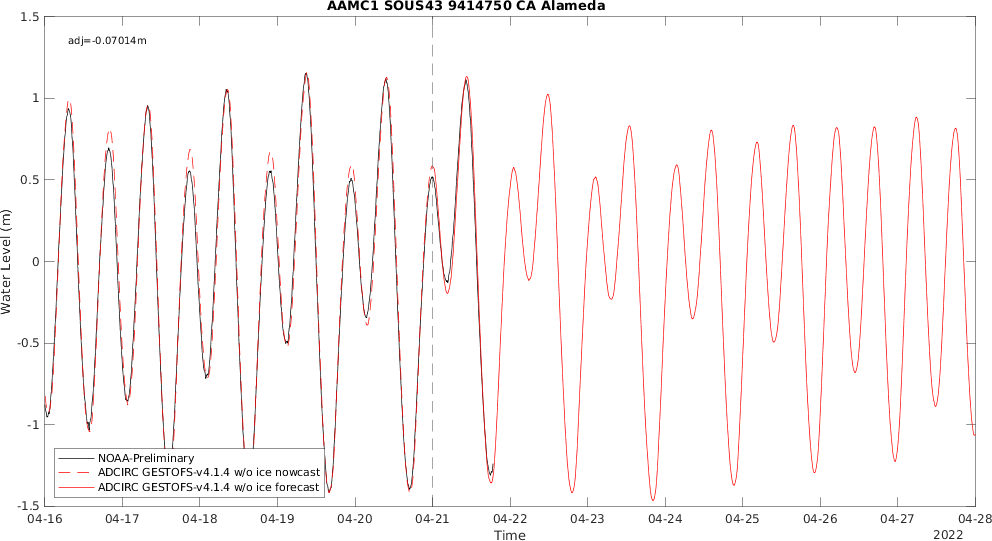 AAMC1 SOUS43 9414750 CA Alameda
adj=-0.07014m
1.5
1
0.5
0
-0.5
-1
-1.5
Water Level (m)
NOAA-Preliminary
ADCIRC GESTOFS-v4.1.4 w/o ice nowcast
ADCIRC GESTOFS-v4.1.4 w/o ice forecast
04-16 04-17 04-18 04-19 04-20 04-21 04-22 04-23 04-24 04-25 04-26 04-27 04-28
Time
2022